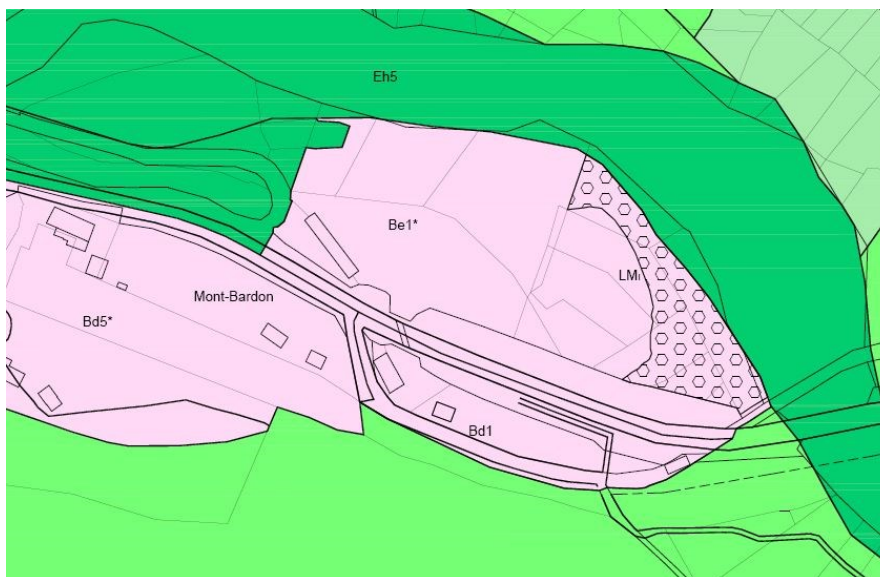 Eh5
Be1*
LMi
Mont-Bardon
Bd5*
Bd1